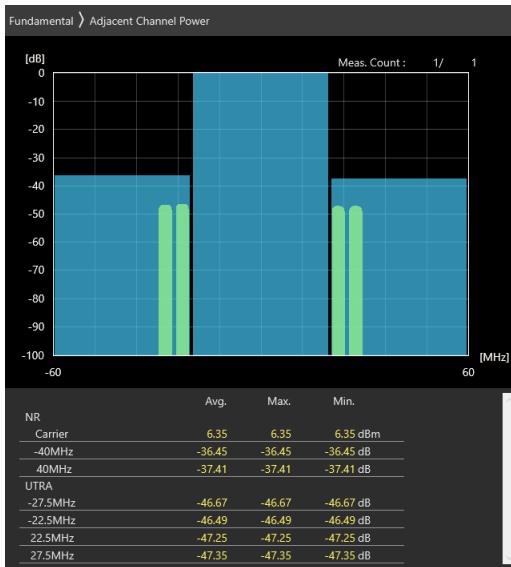 Fundamental 〉 Adjacent Channel Power
[dB]
Meas. Count : 1/ 1
0
-10
-20
-30
-40
-50
-60
-70
-80
-90
-100
[MHz]
-60 60
Avg. Max. Min.
NR
Carrier 6.35 6.35 6.35 dBm
-40MHz -36.45 -36.45 -36.45 dB
40MHz -37.41 -37.41 -37.41 dB
UTRA
-27.5MHz -46.67 -46.67 -46.67 dB
-22.5MHz -46.49 -46.49 -46.49 dB
22.5MHz -47.25 -47.25 -47.25 dB
27.5MHz -47.35 -47.35 -47.35 dB